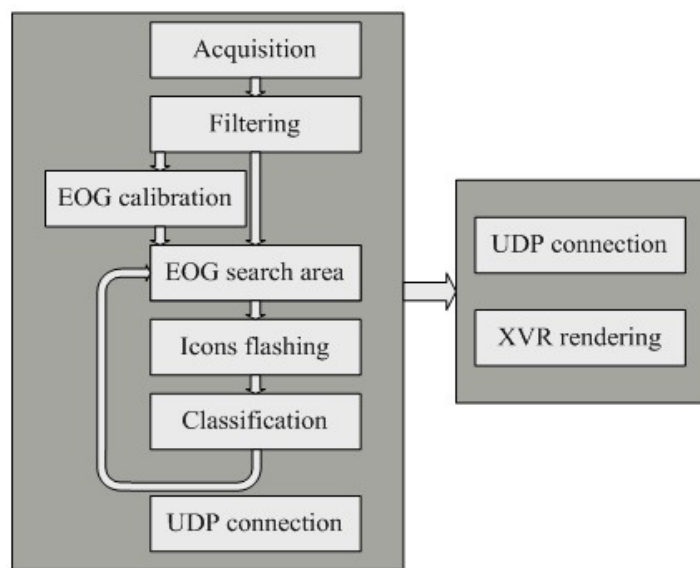 Acquisition
Filtering
EOG calibration
EOG search area
Icons flashing
Classification
UDP connection
UDP connection
XVR rendering